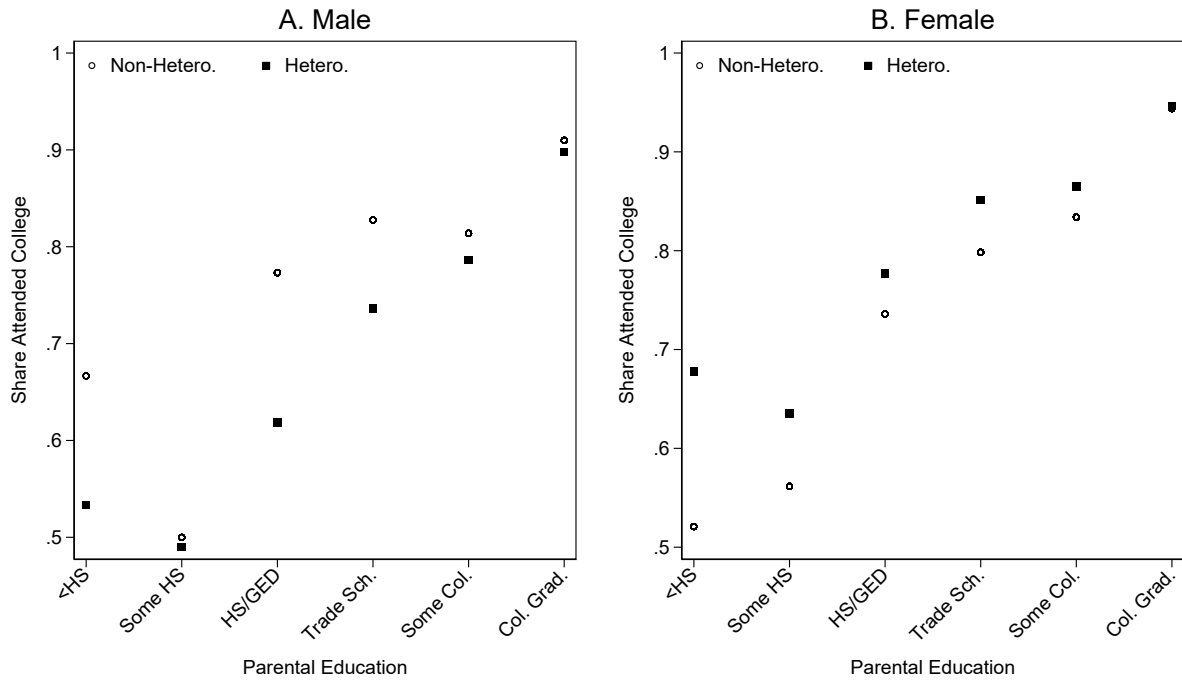 A. Male
Non-Hetero.
Hetero.
1
.9
.8
.7
.6
.5
Share Attended College
<HS
Some HS
HS/GED
Trade Sch.
Some Col.
Col. Grad.
Parental Education
B. Female
Non-Hetero.
Hetero.
1
.9
.8
.7
.6
.5
Share Attended College
<HS
Some HS
HS/GED
Trade Sch.
Some Col.
Col. Grad.
Parental Education